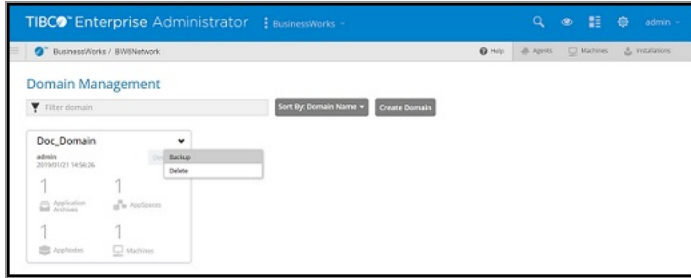 TIBCO™ Enterprise Administrator BusinessWorks admin
BusinessWorks / BW6Network Help Agents Machines Installations
Domain Management
Filter domain Sort By: Domain Name Create Domain
Doc_Domain
admin
2019/01/21 14:58:26
Backup
Delete
1 1
Application Archives AppSpaces
1 1
AppNodes Machines